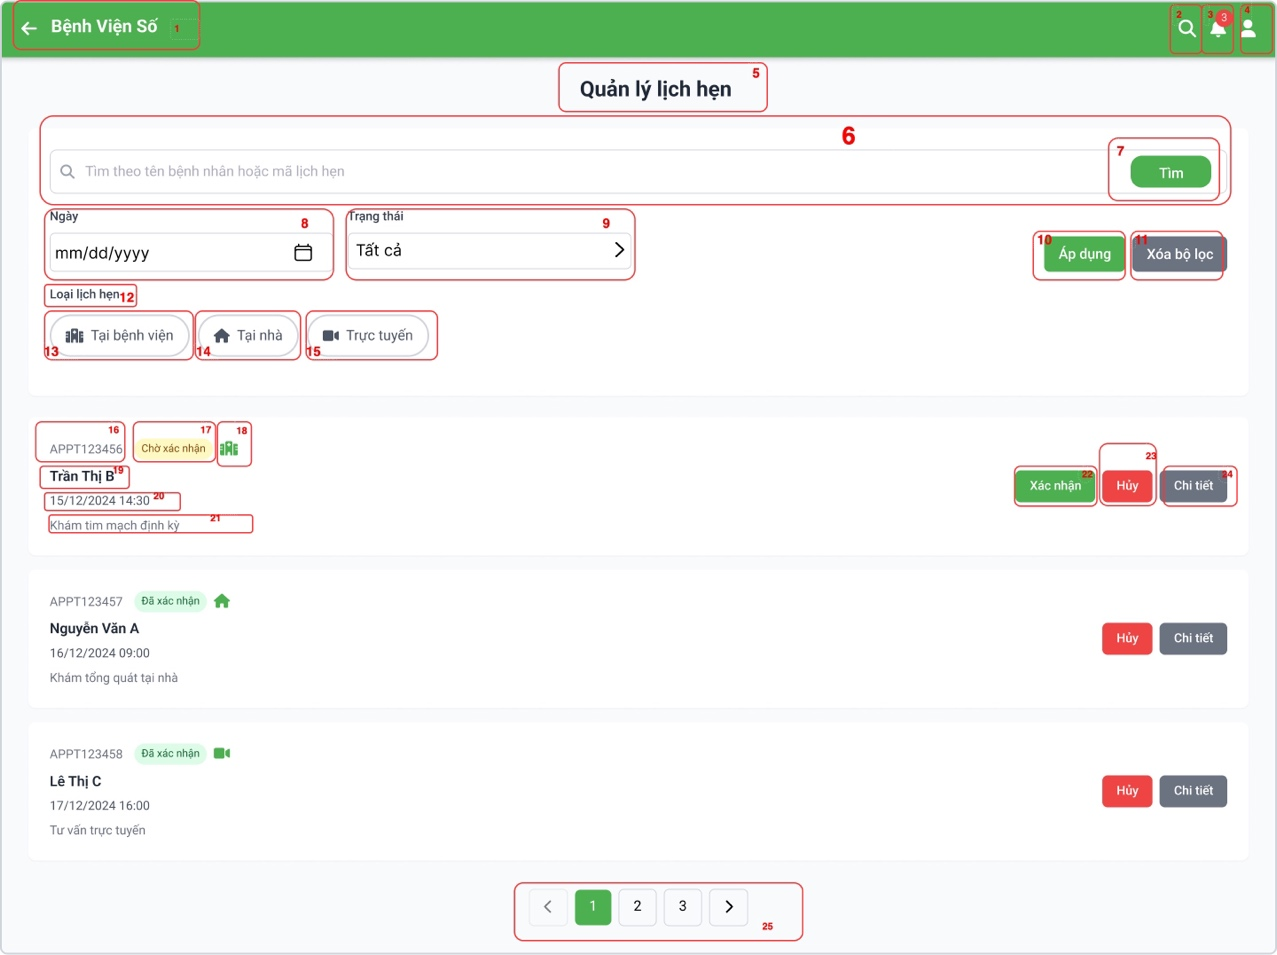 Bệnh Viện Số 1 2 3 3 4
Quản lý lịch hẹn 5
6
Tìm theo tên bệnh nhân hoặc mã lịch hẹn 7 Tìm
Ngày 8 Trạng thái 9
mm/dd/yyyy Tất cả 10 Áp dụng 11 Xóa bộ lọc
Loại lịch hẹn 12
13 Tại bệnh viện 14 Tại nhà 15 Trực tuyến
16 17 18
APPT123456 Chờ xác nhận
Trần Thị B 19
15/12/2024 14:30 20
Khám tim mạch định kỳ 21
Xác nhận 22 Hủy 23 Chi tiết 24
APPT123457 Đã xác nhận
Nguyễn Văn A
16/12/2024 09:00
Khám tổng quát tại nhà
Hủy Chi tiết
APPT123458 Đã xác nhận
Lê Thị C
17/12/2024 16:00
Tư vấn trực tuyến
Hủy Chi tiết
1 2 3 25